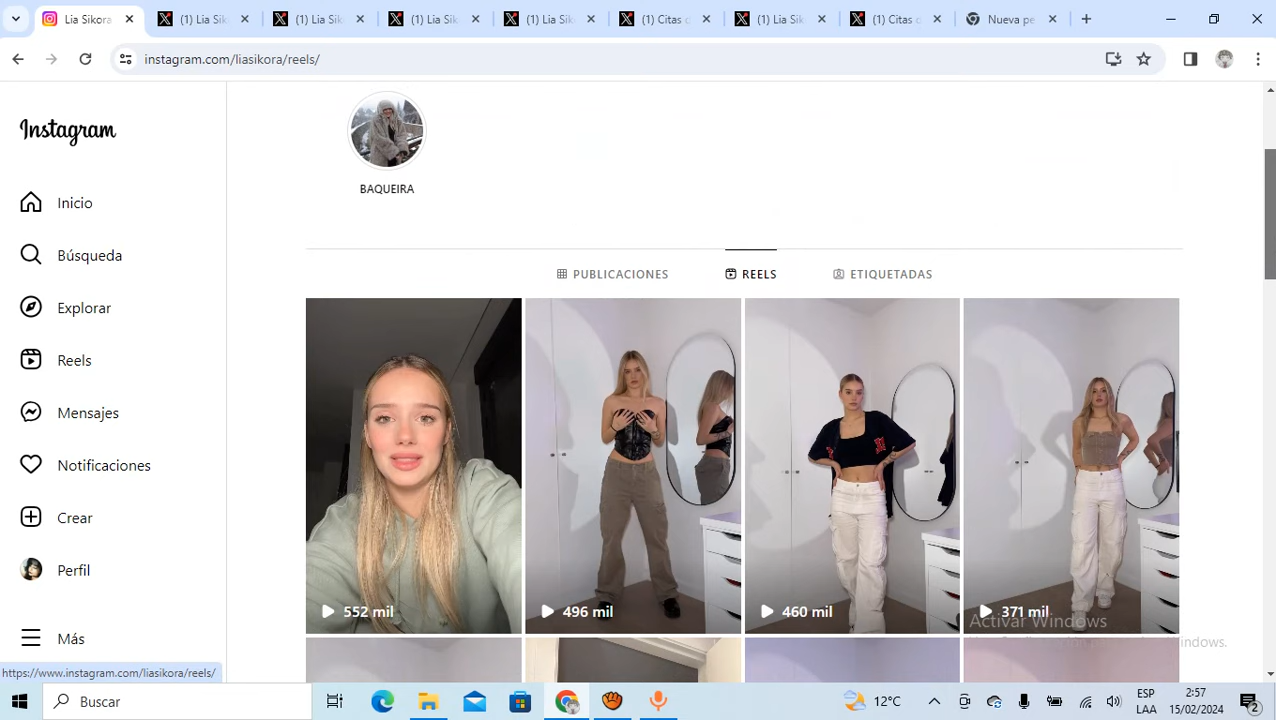 Lia Sikora
(1) Lia Sik
(1) Lia Sik
(1) Lia Sik
(1) Lia Sik
(1) Citas d
(1) Lia Sik
(1) Citas d
Nueva pe
instagram.com/liasikora/reels/
Instagram
BAQUEIRA
Inicio
Búsqueda
Explorar
Reels
Mensajes
Notificaciones
Crear
Perfil
Más
PUBLICACIONES
REELS
ETIQUETADAS
552 mil
496 mil
460 mil
371 mil
Activar Windows
https://www.instagram.com/liasikora/reels/
Buscar
12°C
ESP
LAA
2:57
15/02/2024
2